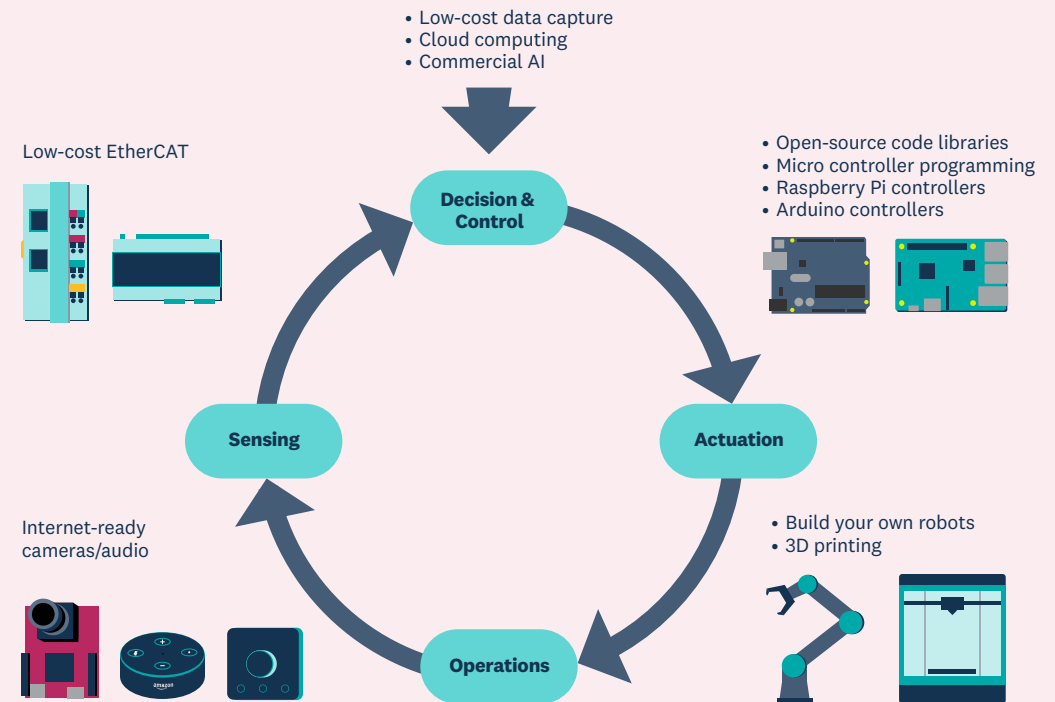 • Low-cost data capture
• Cloud computing
• Commercial AI
Low-cost EtherCAT
• Open-source code libraries
• Micro controller programming
• Raspberry Pi controllers
• Arduino controllers
Decision &
Control
Sensing
Actuation
Internet-ready
cameras/audio
• Build your own robots
• 3D printing
Operations
amazon